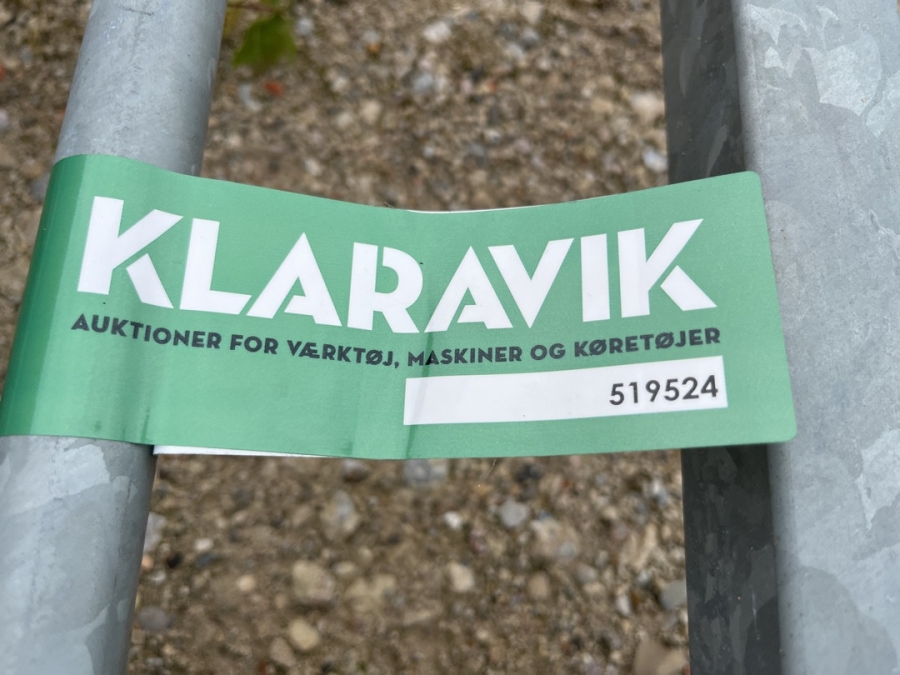 KLARAVIK
AUKTIONER FOR VÆRKTØJ, MASKINER OG KØRETØJER
519524